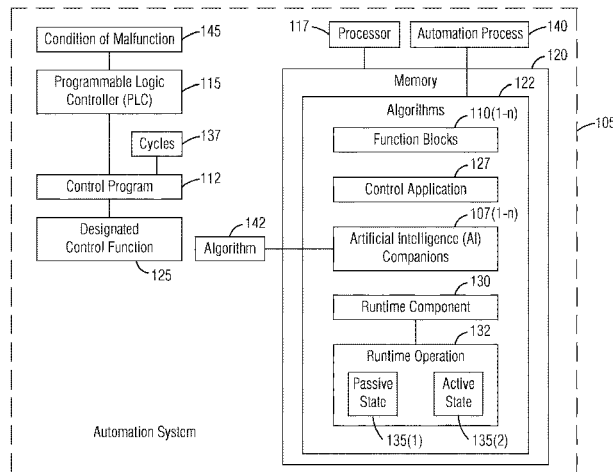 Condition of Malfunction
145
117
Processor
Automation Process
140
120
Programmable Logic
Controller (PLC)
115
Memory
122
Algorithms
137
Cycles
110(1-n)
Function Blocks
105
Control Program
112
127
Control Application
Designated
Control Function
125
142
Algorithm
107(1-n)
Artificial Intelligence (AI)
Companions
130
Runtime Component
132
Runtime Operation
Passive
State
Active
State
135(1)
135(2)
Automation System